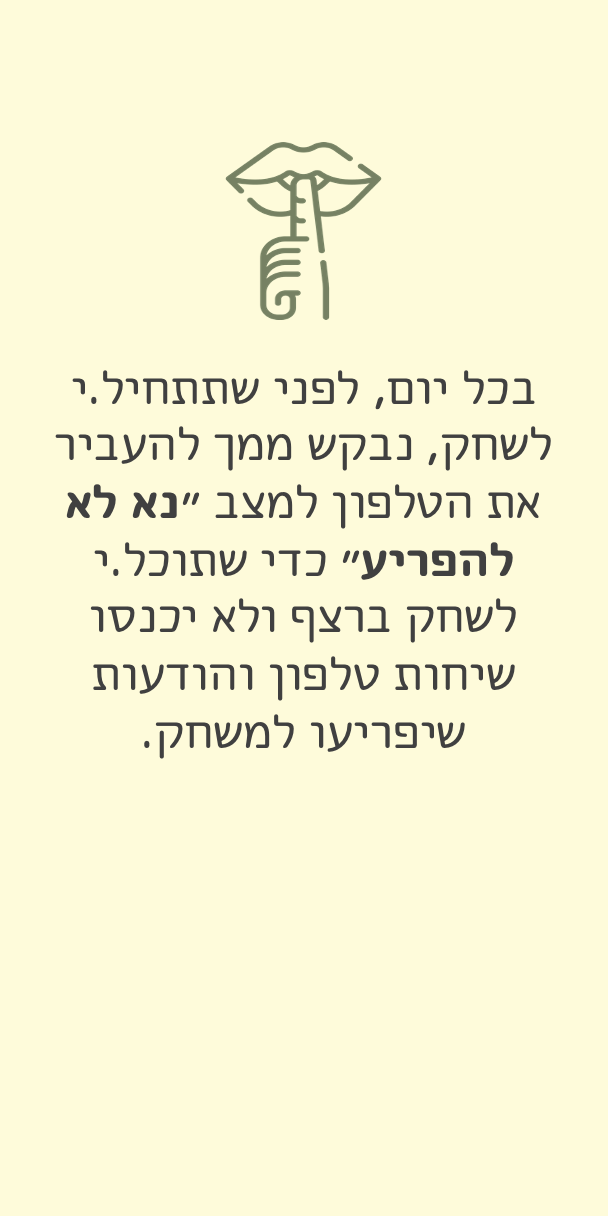 בכל יום, לפני שתתחיל.י
לשחק, נבקש ממך להעביר
את הטלפון למצב ״נא לא
להפריע״ כדי שתוכל.י
לשחק ברצף ולא יכנסו
שיחות טלפון והודעות
שיפריעו למשחק.